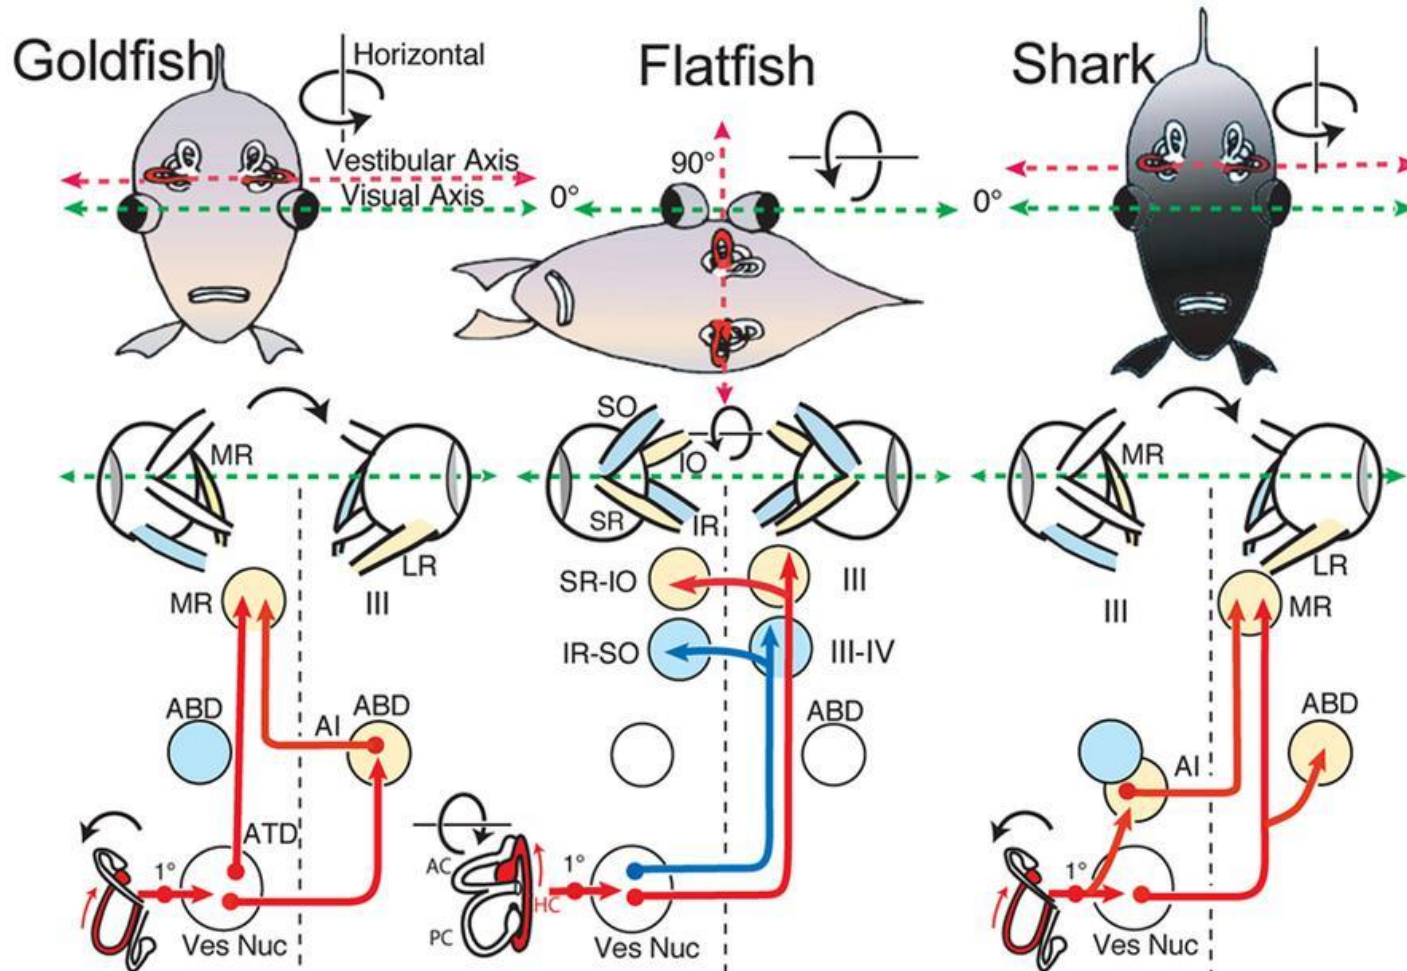 Goldfish
Horizontal
Flatfish
Shark
Vestibular Axis
Visual Axis
0°
90°
0°
MR
LR
III
MR
ABD
ABD
AI
ATD
1°
Ves Nuc
SO
IO
SR
IR
SR-IO
III
IR-SO
III-IV
ABD
AC
HC
PC
1°
Ves Nuc
MR
LR
III
MR
AI
ABD
1°
Ves Nuc